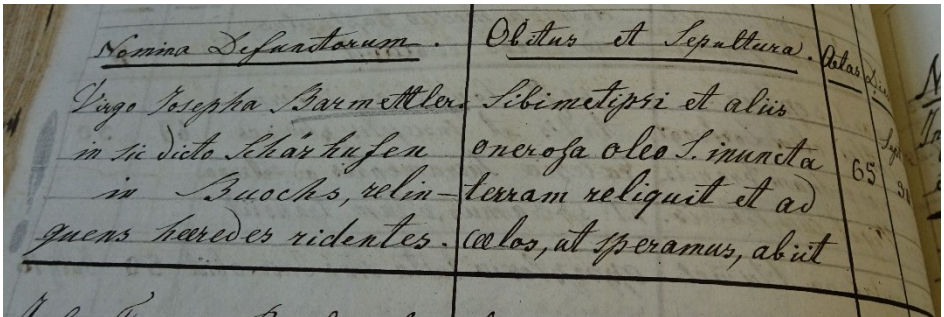 Nomina Defunctorum. Obitus et Sepultura. Aetas
Virgo Josepha Barmettler. Sibimetipsi et aliis
in sic dicto Schärhufen onerosa oleo S. inuncta 65
in Buochs, relin- terram reliquit et ad
quens haeredes ridentes. coelos, ut speramus, abiit